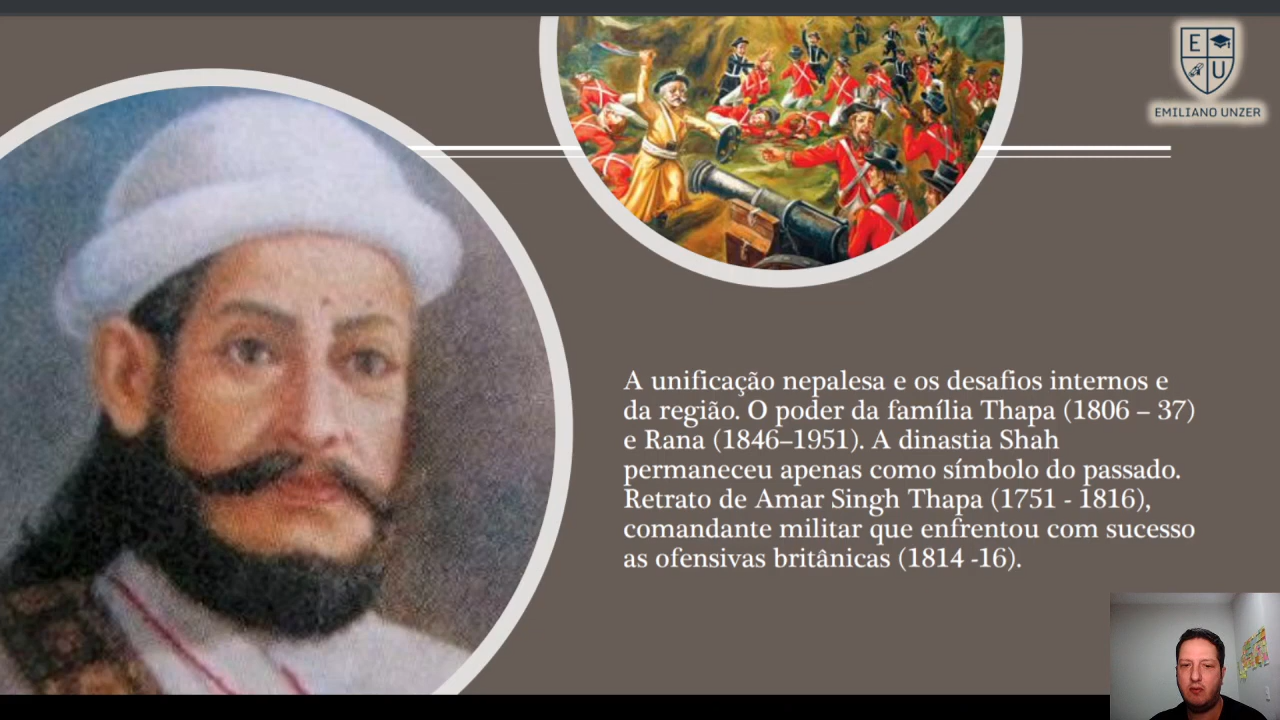 E
U
EMILIANO UNZER
A unificação nepalesa e os desafios internos e
da região. O poder da família Thapa (1806 – 37)
e Rana (1846–1951). A dinastia Shah
permaneceu apenas como símbolo do passado.
Retrato de Amar Singh Thapa (1751 - 1816),
comandante militar que enfrentou com sucesso
as ofensivas britânicas (1814 -16).